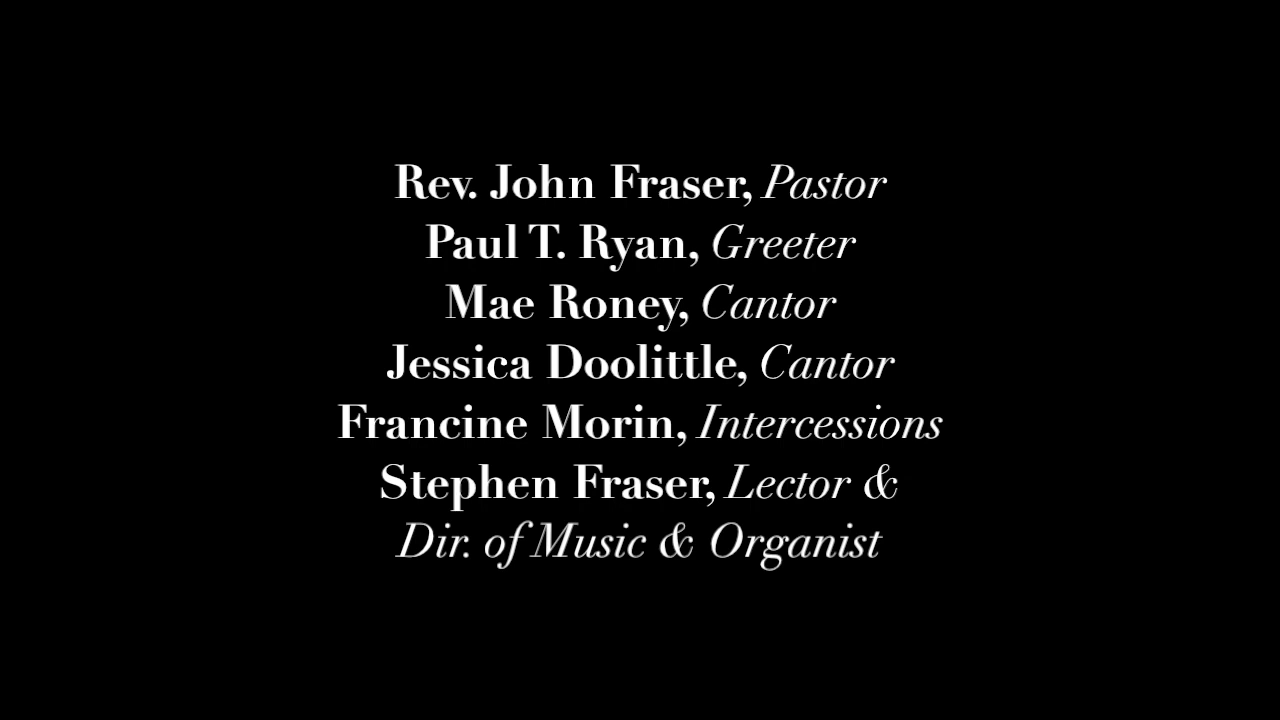 Rev. John Fraser, Pastor
Paul T. Ryan, Greeter
Mae Roney, Cantor
Jessica Doolittle, Cantor
Francine Morin, Intercessions
Stephen Fraser, Lector &
Dir. of Music & Organist